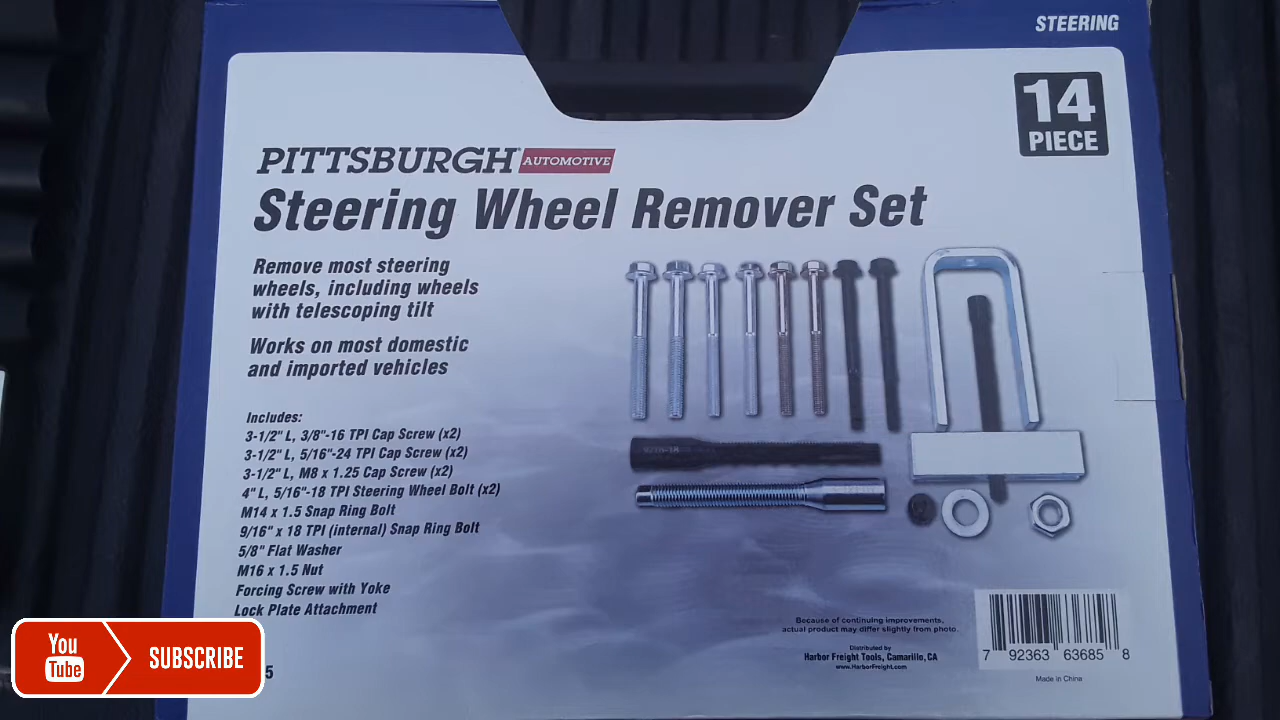 STEERING
14
PIECE
PITTSBURGH AUTOMOTIVE
Steering Wheel Remover Set
Remove most steering
wheels, including wheels
with telescoping tilt
Works on most domestic
and imported vehicles
Includes:
3-1/2" L, 3/8"-16 TPI Cap Screw (x2)
3-1/2" L, 5/16"-24 TPI Cap Screw (x2)
3-1/2" L, M8 x 1.25 Cap Screw (x2)
4" L, 5/16"-18 TPI Steering Wheel Bolt (x2)
M14 x 1.5 Snap Ring Bolt
9/16" x 18 TPI (internal) Snap Ring Bolt
5/8" Flat Washer
M16 x 1.5 Nut
Forcing Screw with Yoke
Lock Plate Attachment
Because of continuing improvements,
actual product may differ slightly from photo.
Distributed by
Harbor Freight Tools, Camarillo, CA
www.HarborFreight.com
7 92363 63685 8
Made in China
You
Tube
SUBSCRIBE
5